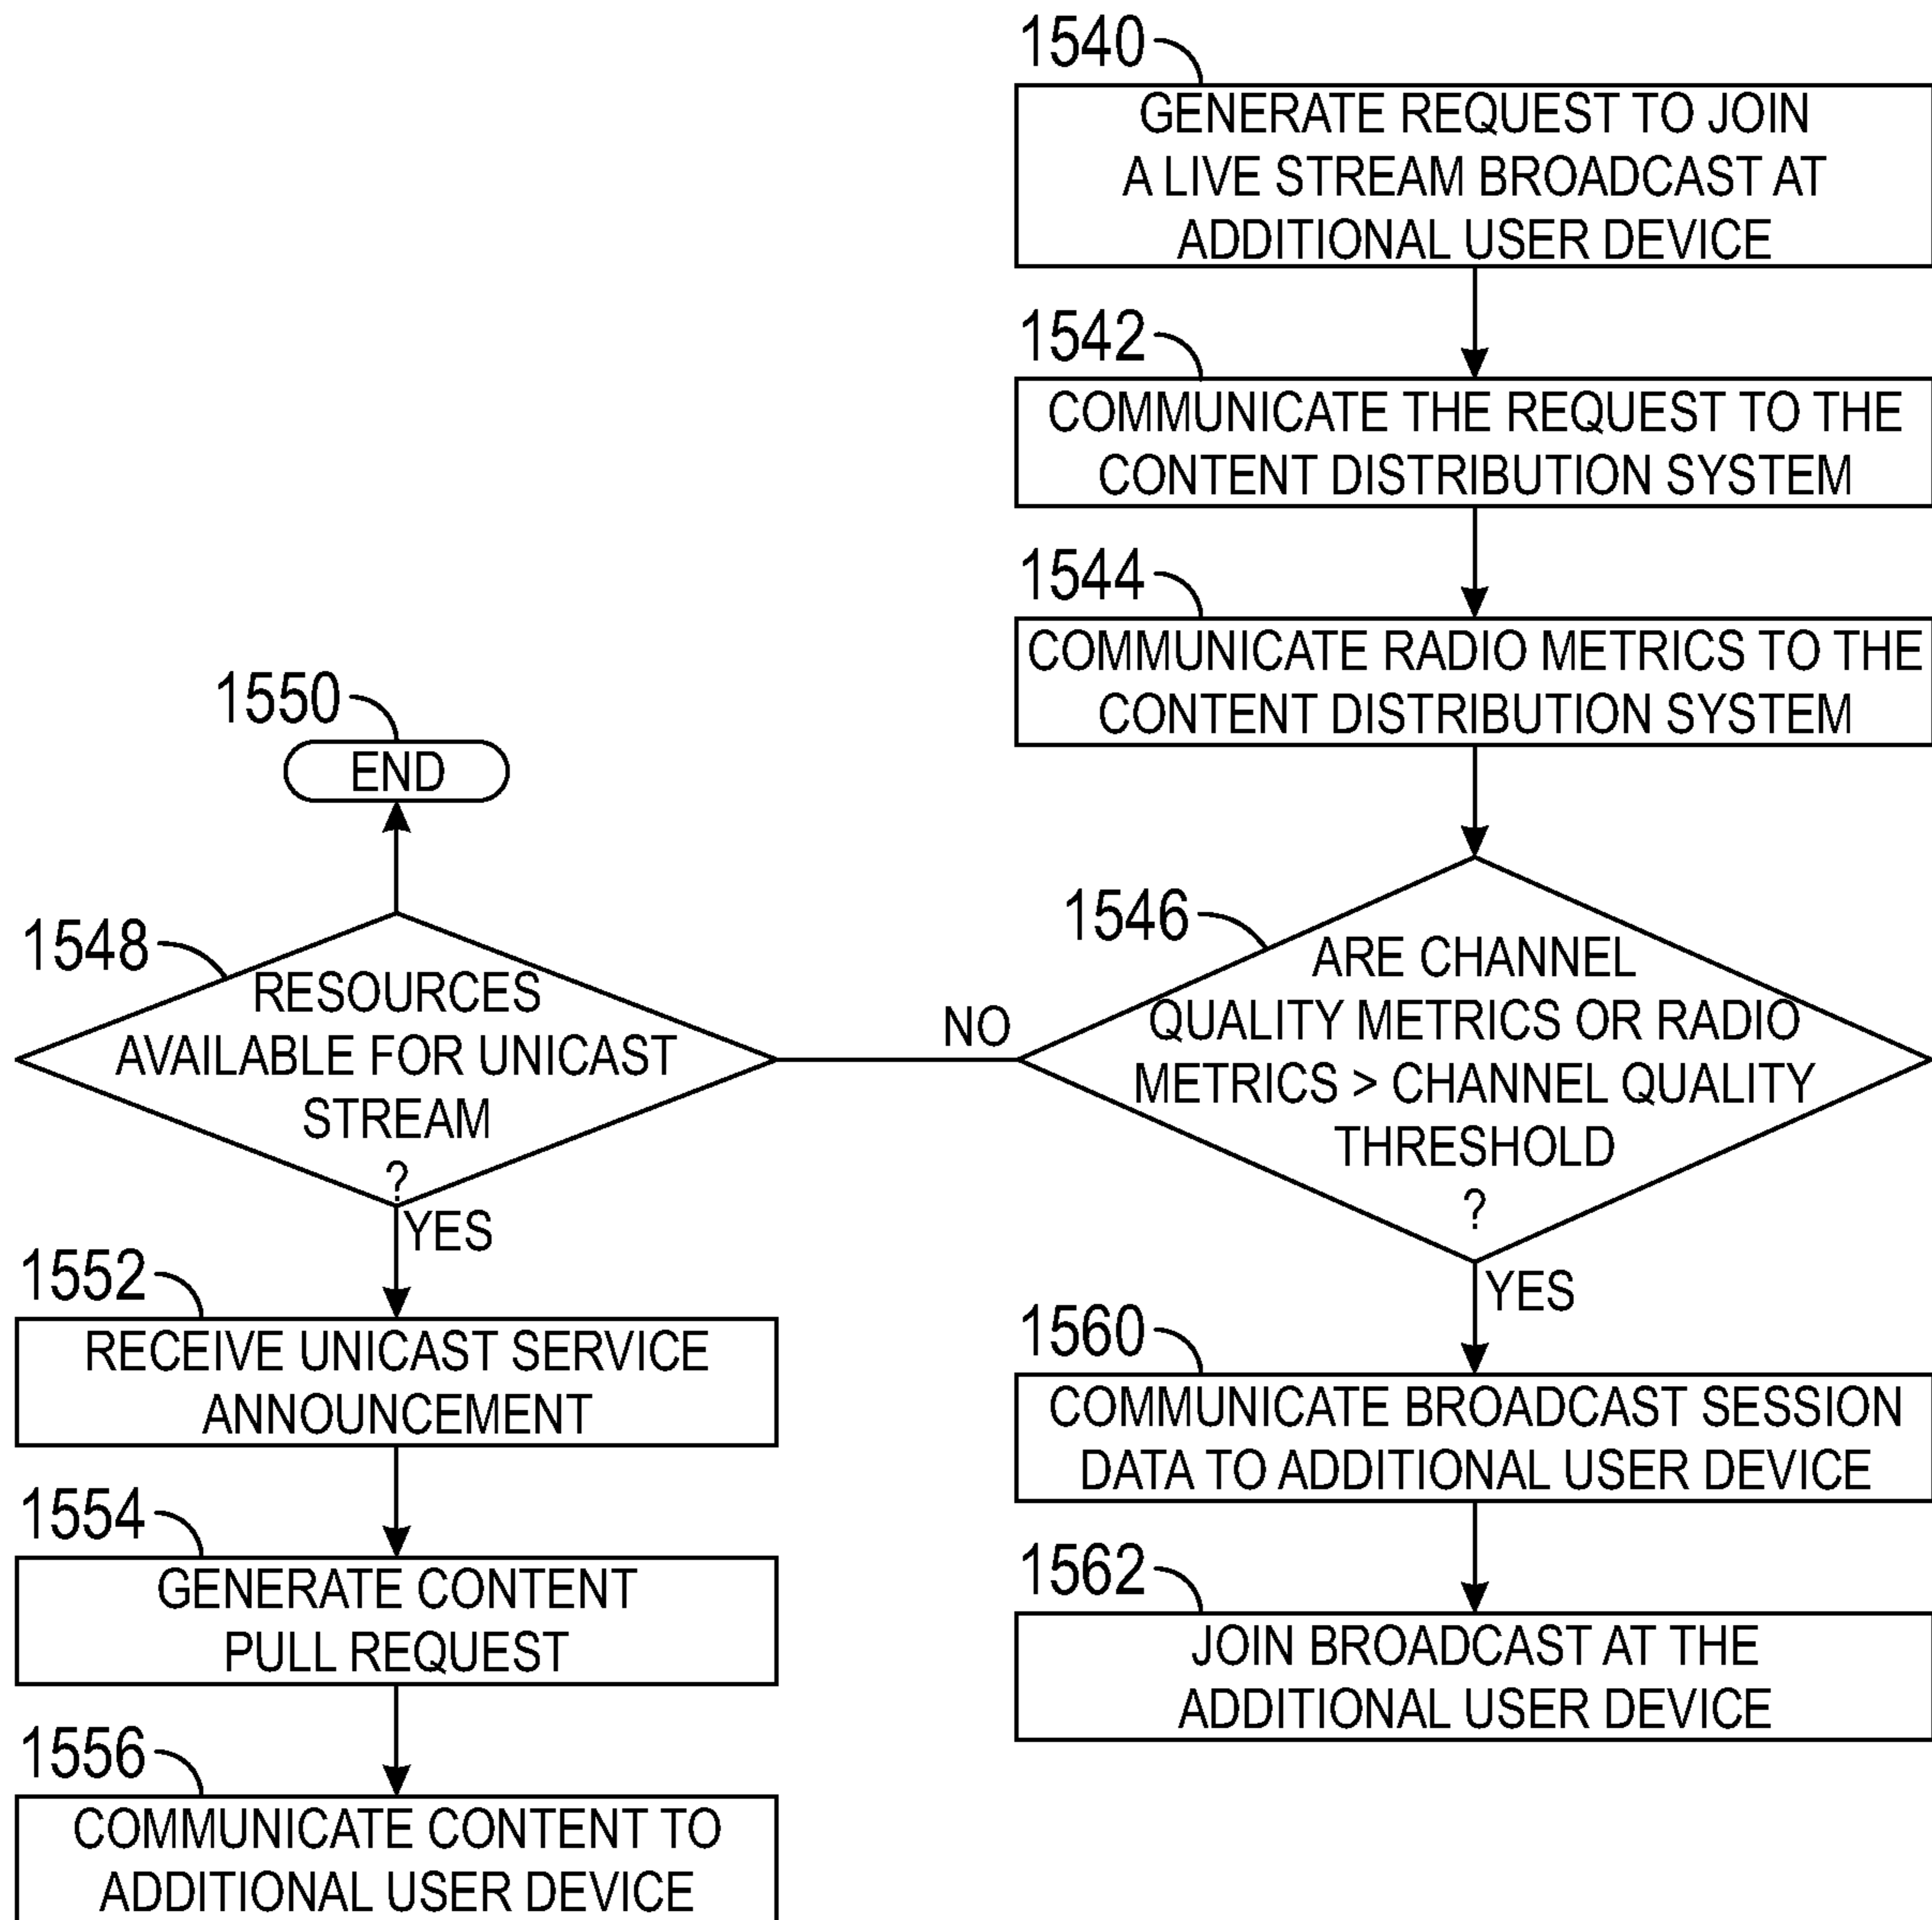 1540
GENERATE REQUEST TO JOIN
A LIVE STREAM BROADCAST AT
ADDITIONAL USER DEVICE
1542
COMMUNICATE THE REQUEST TO THE
CONTENT DISTRIBUTION SYSTEM
1544
COMMUNICATE RADIO METRICS TO THE
CONTENT DISTRIBUTION SYSTEM
1546
ARE CHANNEL
QUALITY METRICS OR RADIO
METRICS > CHANNEL QUALITY
THRESHOLD
?
NO
YES
1550
END
1548
RESOURCES
AVAILABLE FOR UNICAST
STREAM
?
YES
1552
RECEIVE UNICAST SERVICE
ANNOUNCEMENT
1554
GENERATE CONTENT
PULL REQUEST
1556
COMMUNICATE CONTENT TO
ADDITIONAL USER DEVICE
1560
COMMUNICATE BROADCAST SESSION
DATA TO ADDITIONAL USER DEVICE
1562
JOIN BROADCAST AT THE
ADDITIONAL USER DEVICE